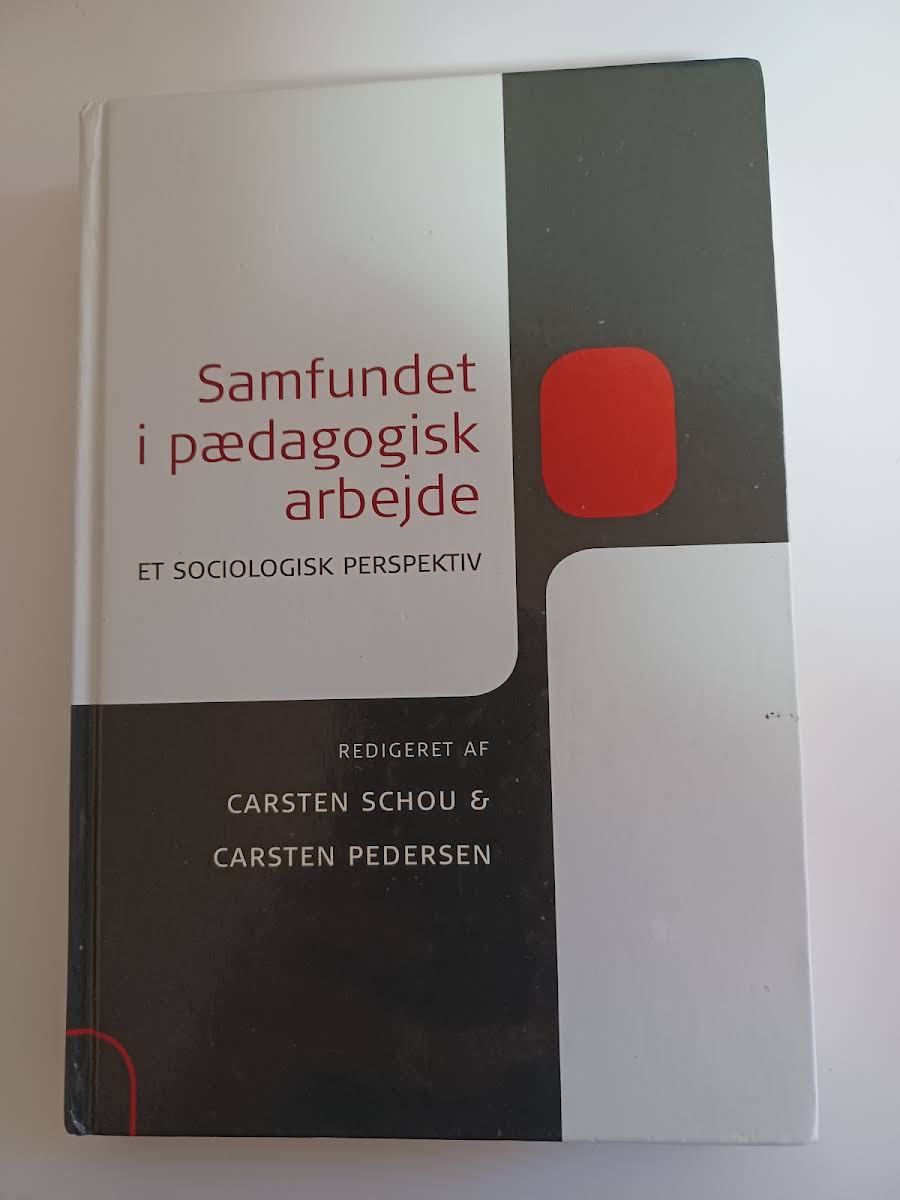 Samfundet
i pædagogisk
arbejde
ET SOCIOLOGISK PERSPEKTIV
REDIGERET AF
CARSTEN SCHOU &
CARSTEN PEDERSEN